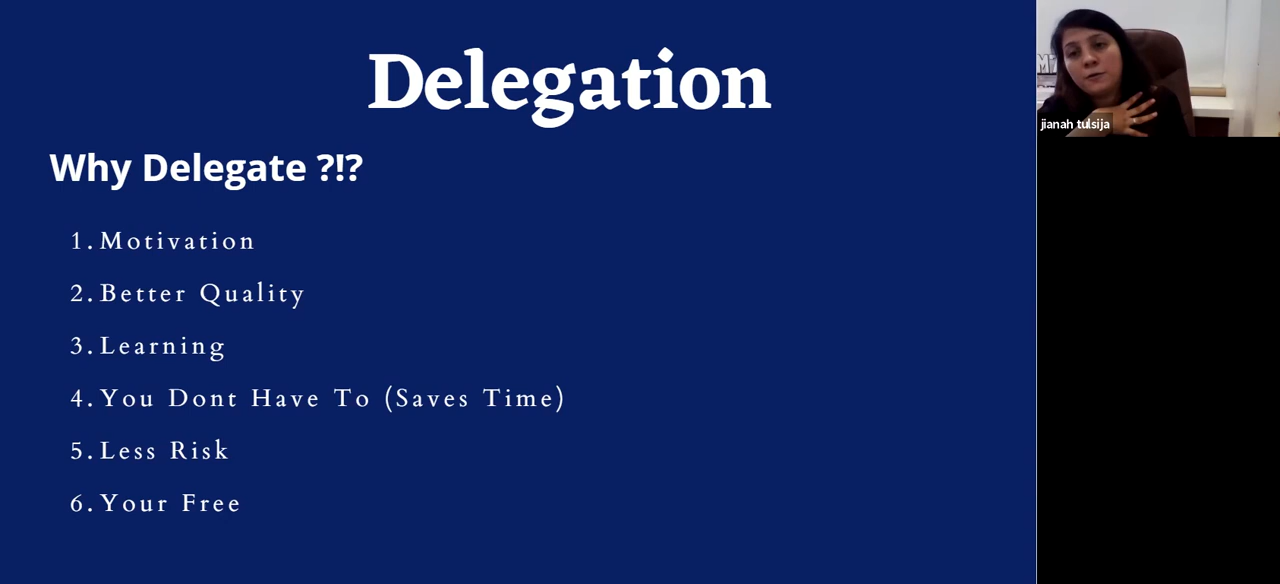 Delegation
Why Delegate ?!?
1. Motivation
2. Better Quality
3. Learning
4. You Dont Have To (Saves Time)
5. Less Risk
6. Your Free
jianah tulsija